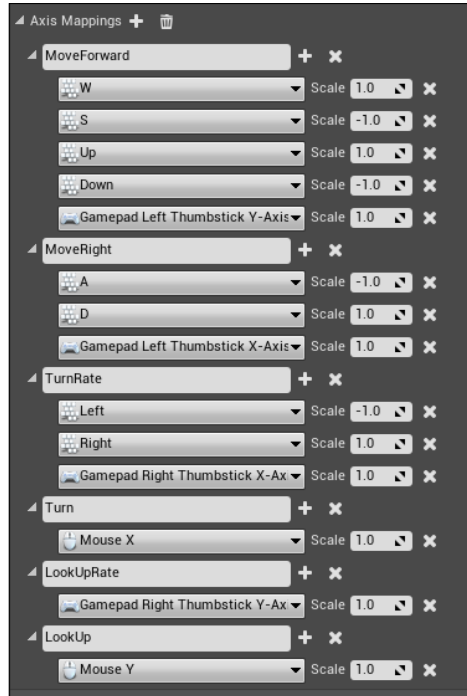 Axis Mappings
MoveForward
W Scale 1.0
S Scale -1.0
Up Scale 1.0
Down Scale -1.0
Gamepad Left Thumbstick Y-Axis Scale 1.0
MoveRight
A Scale -1.0
D Scale 1.0
Gamepad Left Thumbstick X-Axis Scale 1.0
TurnRate
Left Scale -1.0
Right Scale 1.0
Gamepad Right Thumbstick X-Ax Scale 1.0
Turn
Mouse X Scale 1.0
LookUpRate
Gamepad Right Thumbstick Y-Ax Scale 1.0
LookUp
Mouse Y Scale 1.0